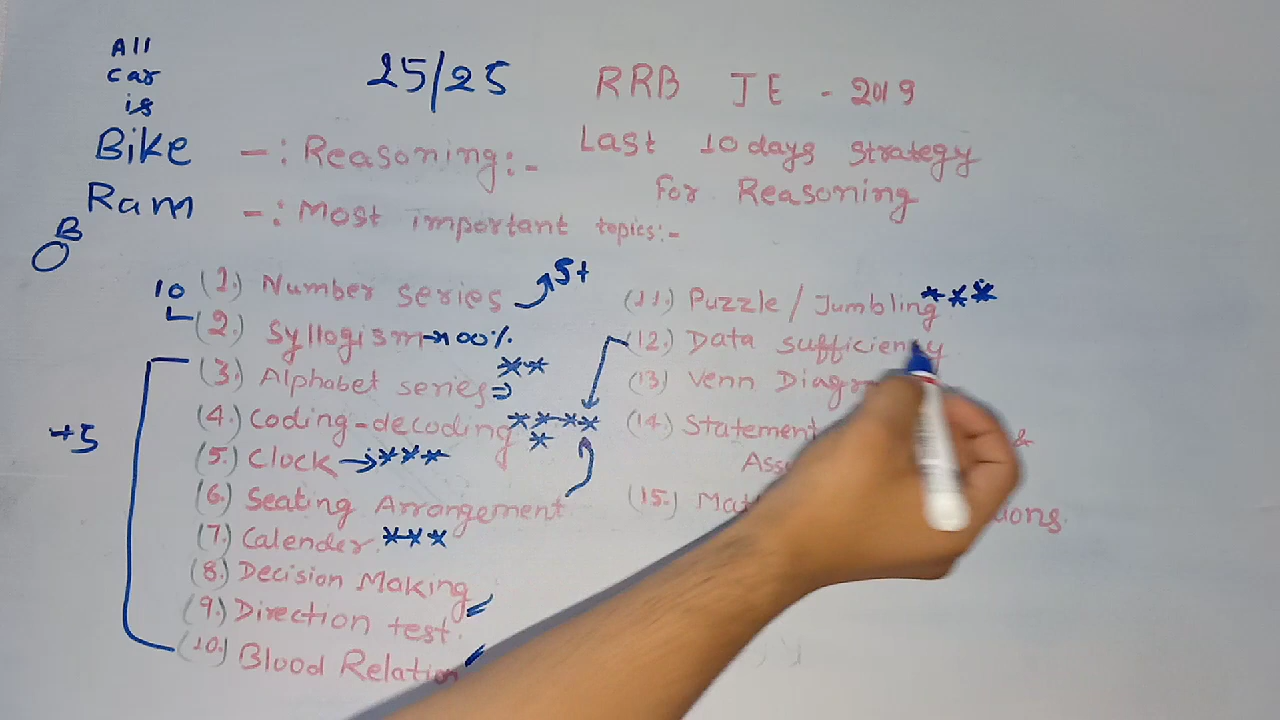 All
car
is
Bike
Ram
B
25/25
RRB JE - 2019
Last 10 days strategy
For Reasoning
-: Reasoning:-
-: Most important topics:-
10
+5
(1.) Number series 5+
(2.) Syllogism → 100%
(3.) Alphabet series **
(4.) Coding-decoding *****
(5.) Clock → ***
(6.) Seating Arrangement
(7.) Calender ***
(8.) Decision Making
(9.) Direction test.
(10.) Blood Relation
(11.) Puzzle / Jumbling ***
(12.) Data sufficiency
(13.) Venn
(14.) Statement &
(15.)